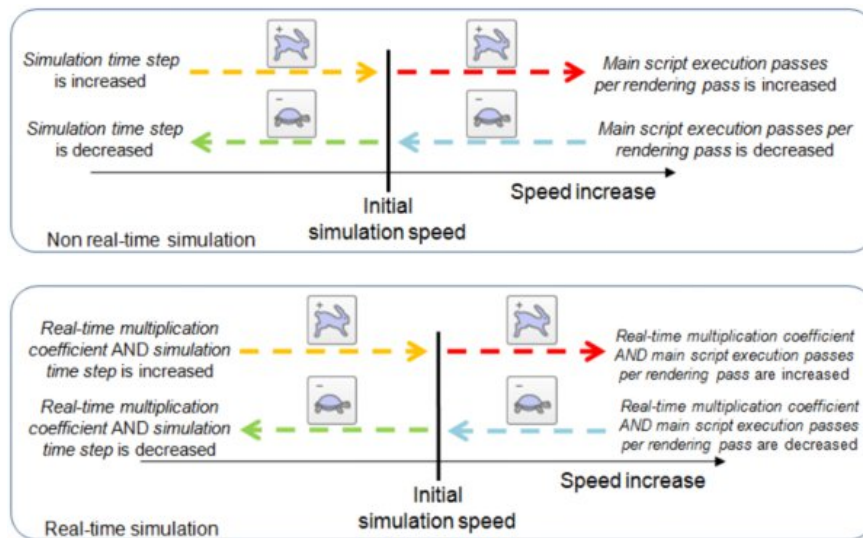 Simulation time step
is increased
Main script execution passes
per rendering pass is increased
Simulation time step
is decreased
Main script execution passes per
rendering pass is decreased
Speed increase
Initial
simulation speed
Non real-time simulation
Real-time multiplication
coefficient AND simulation
time step is increased
Real-time multiplication coefficient
AND main script execution passes
per rendering pass are increased
Real-time multiplication
coefficient AND simulation
time step is decreased
Real-time multiplication coefficient
AND main script execution passes
per rendering pass are decreased
Speed increase
Initial
simulation speed
Real-time simulation